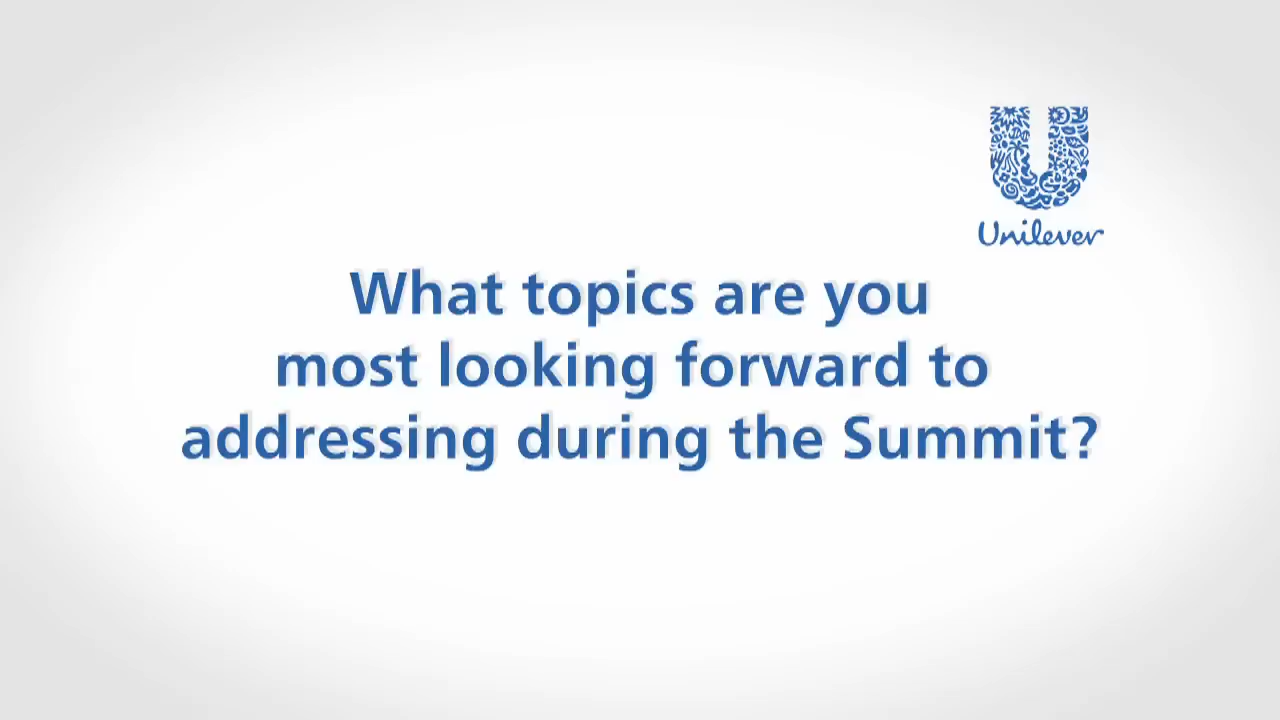 Unilever
What topics are you
most looking forward to
addressing during the Summit?